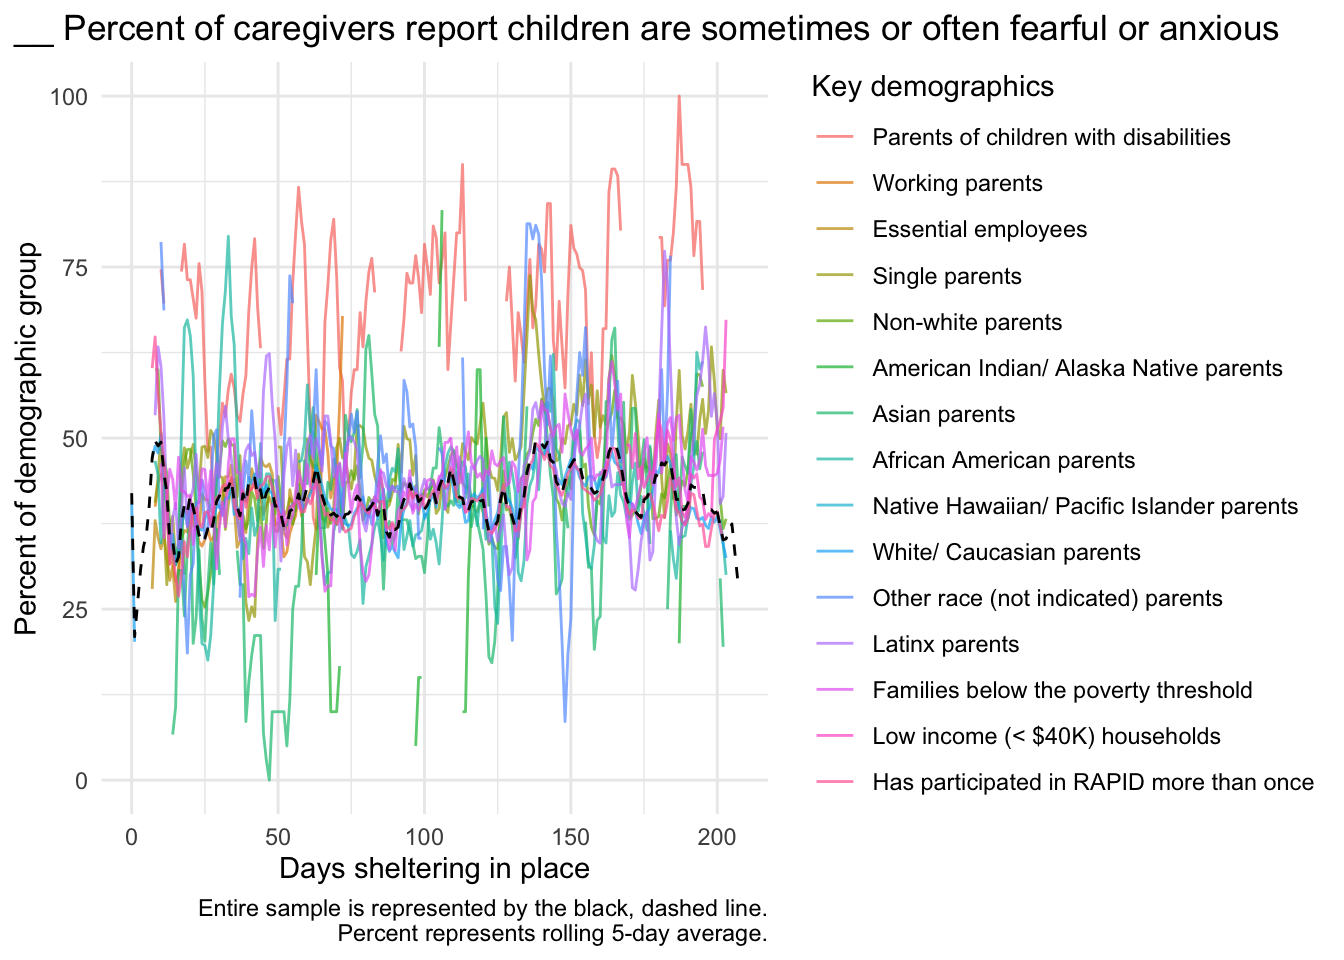 __ Percent of caregivers report children are sometimes or often fearful or anxious
Percent of demographic group
100
75
50
25
0
0 50 100 150 200
Days sheltering in place
Entire sample is represented by the black, dashed line.
Percent represents rolling 5-day average.
Key demographics
Parents of children with disabilities
Working parents
Essential employees
Single parents
Non-white parents
American Indian/ Alaska Native parents
Asian parents
African American parents
Native Hawaiian/ Pacific Islander parents
White/ Caucasian parents
Other race (not indicated) parents
Latinx parents
Families below the poverty threshold
Low income (< $40K) households
Has participated in RAPID more than once